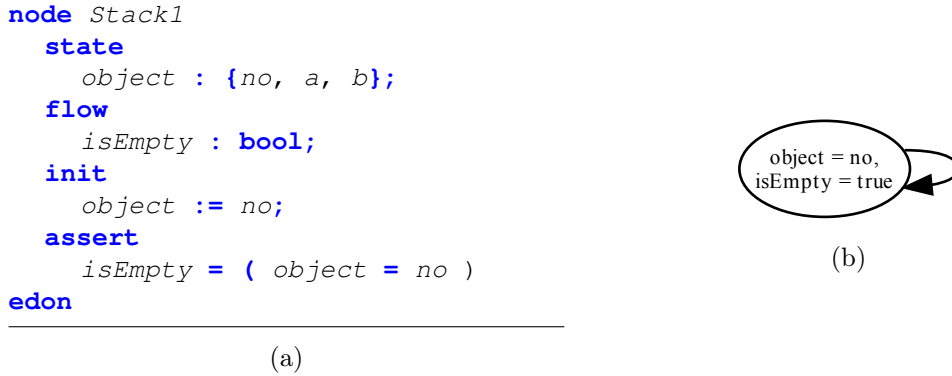 node Stack1
state
object : {no, a, b};
flow
isEmpty : bool;
init
object := no;
assert
isEmpty = ( object = no )
edon
(a)
object = no,
isEmpty = true
(b)